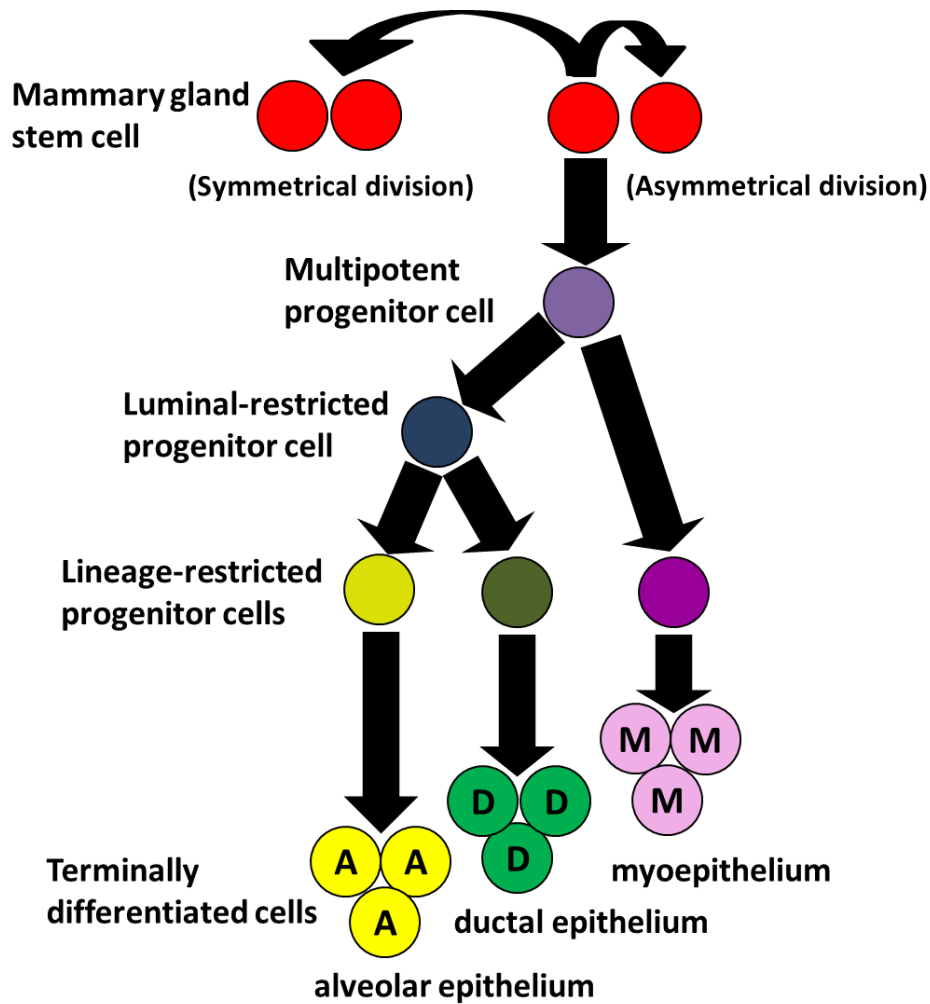 Mammary gland
stem cell
(Symmetrical division)
(Asymmetrical division)
Multipotent
progenitor cell
Luminal-restricted
progenitor cell
Lineage-restricted
progenitor cells
M M
M
D D
D
A A
A
Terminally
differentiated cells
myoepithelium
ductal epithelium
alveolar epithelium